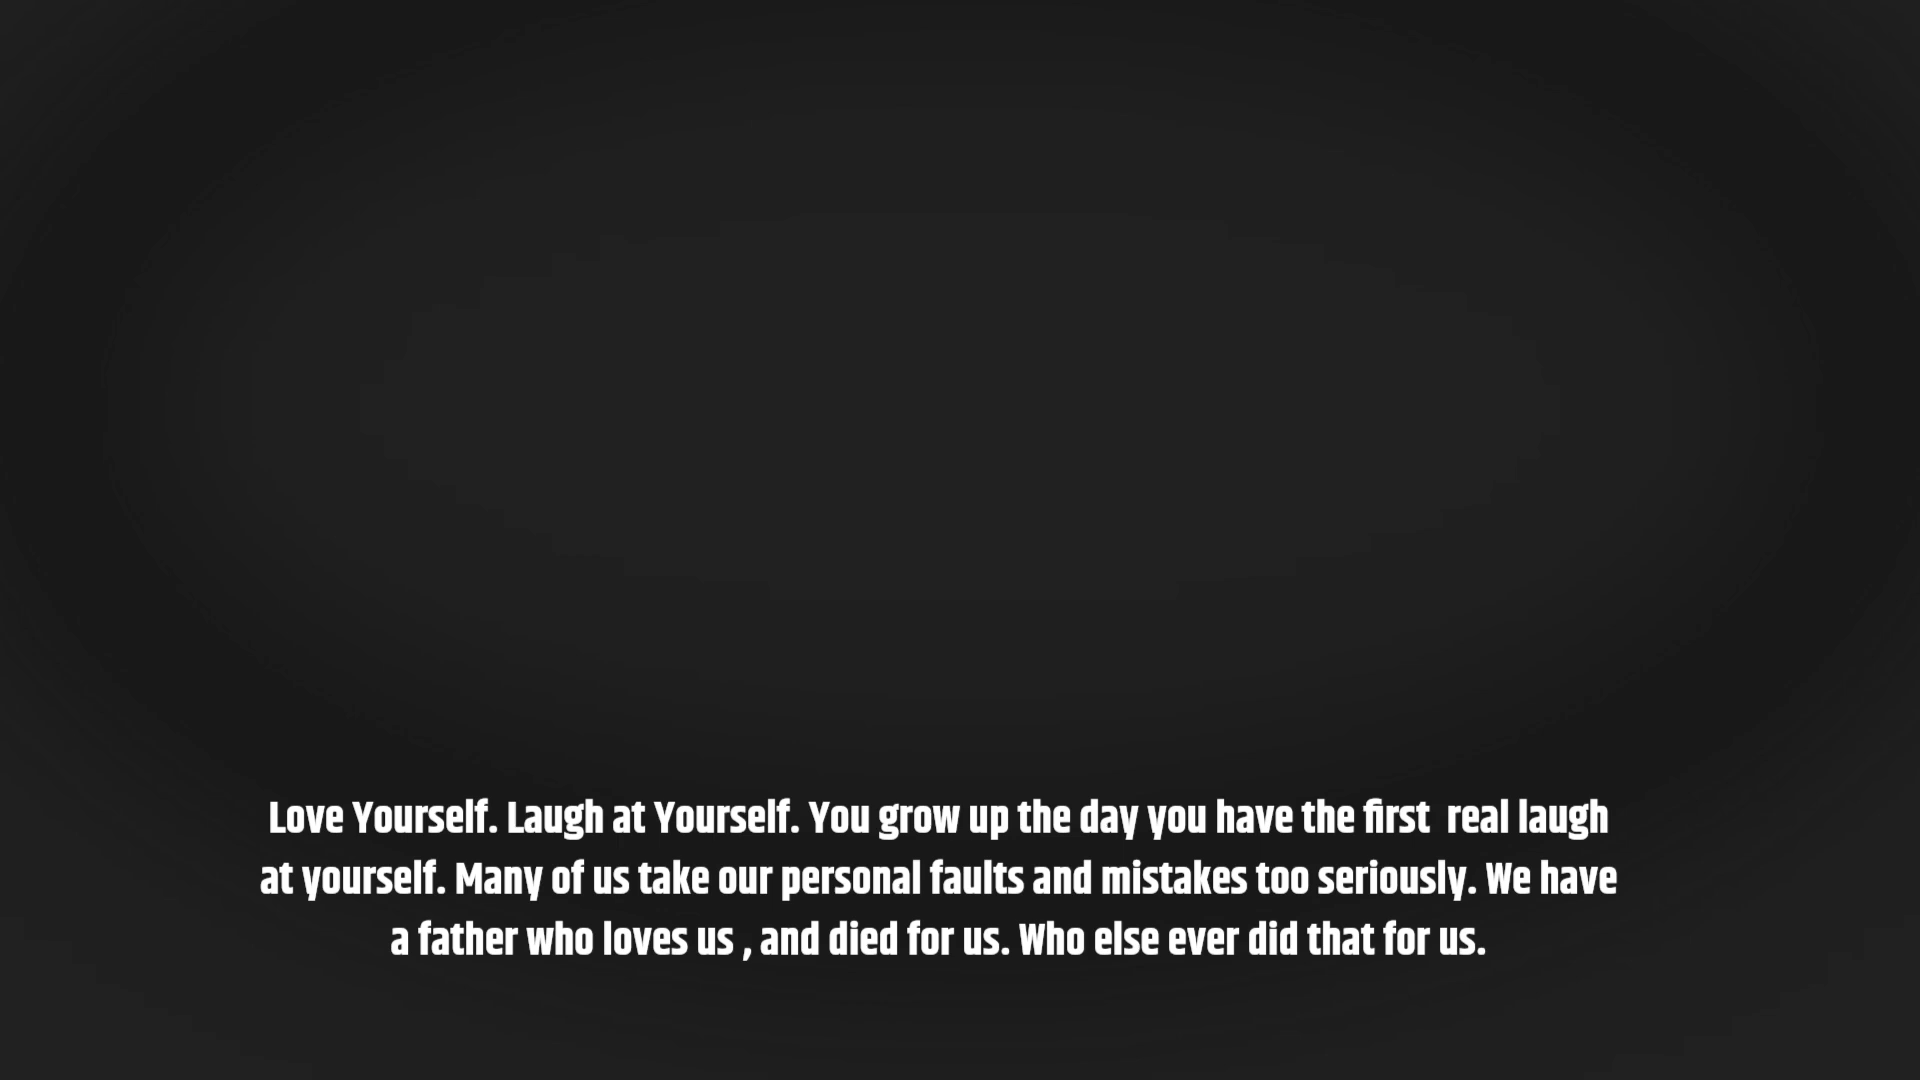 Love Yourself. Laugh at Yourself. You grow up the day you have the first  real laugh
at yourself. Many of us take our personal faults and mistakes too seriously. We have
a father who loves us , and died for us. Who else ever did that for us.